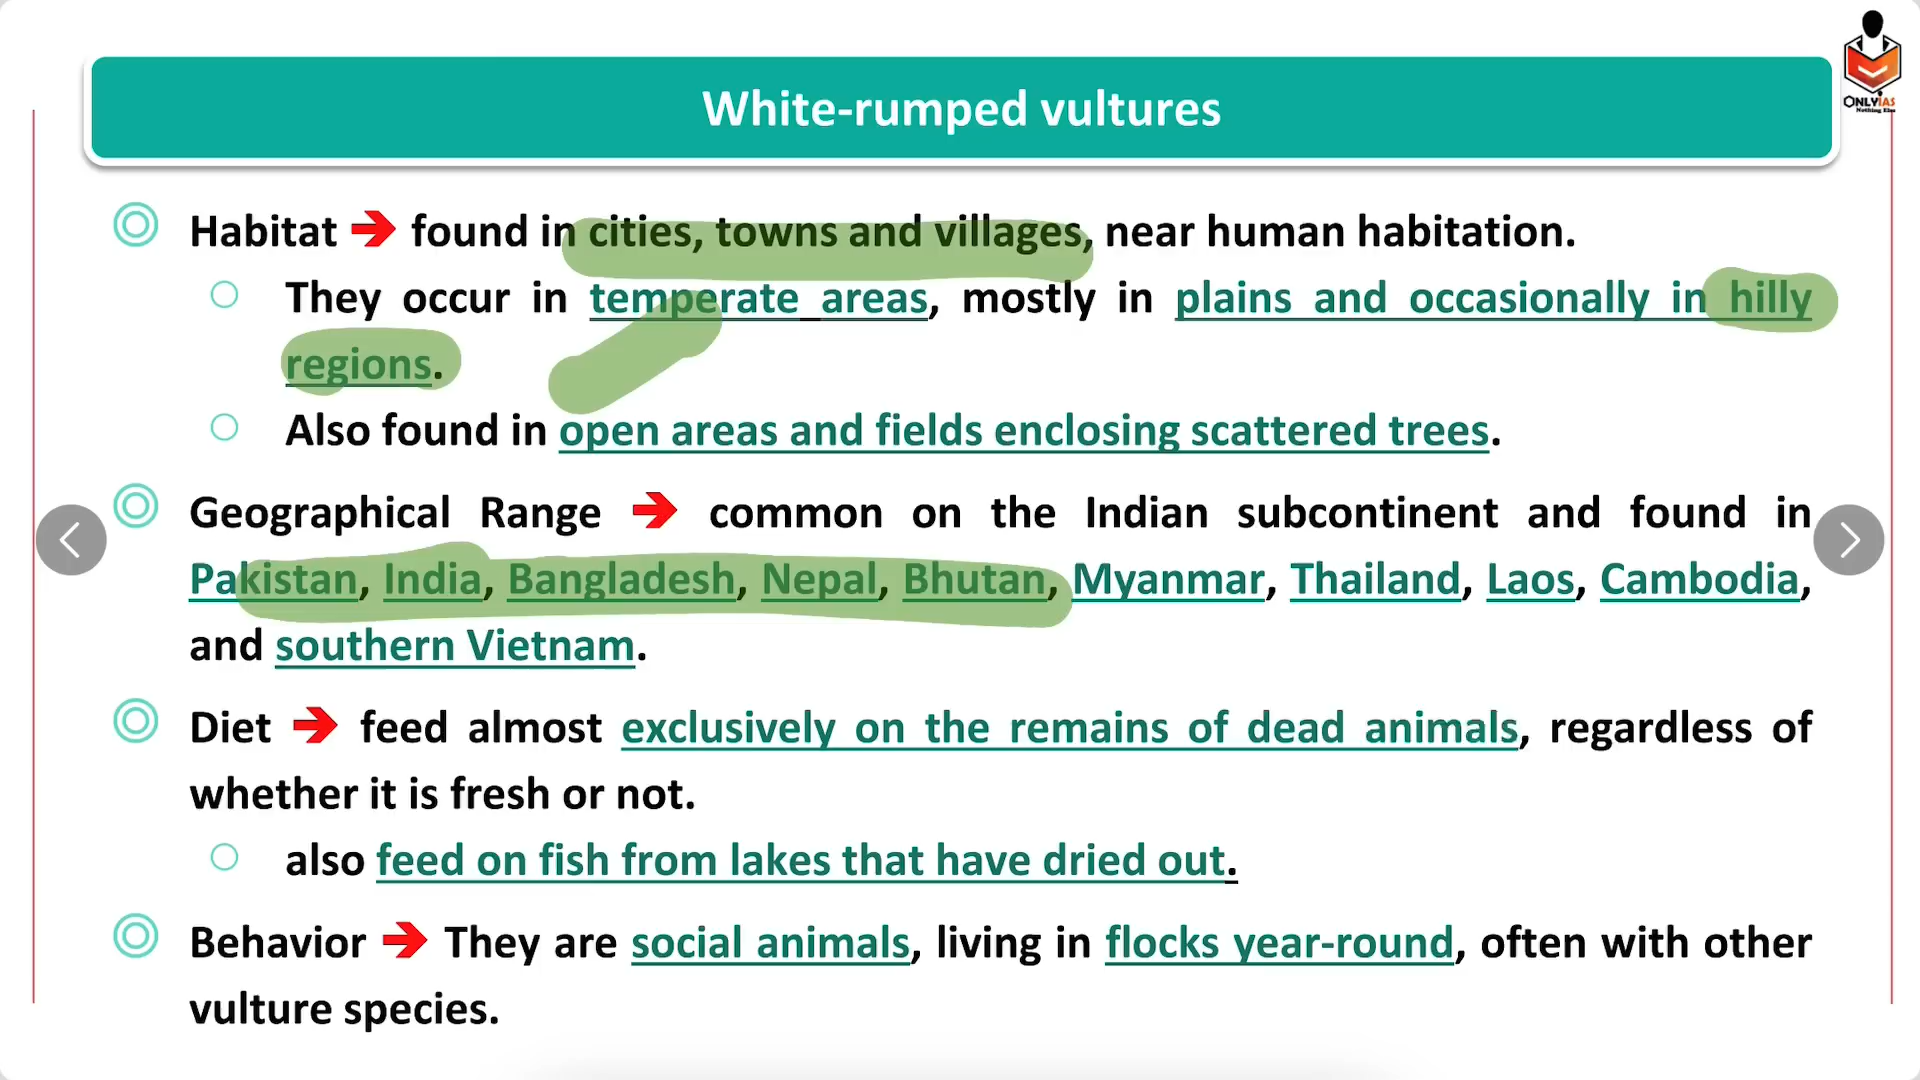 White-rumped vultures
ONLYIAS
Nothing Else
Habitat ➔ found in cities, towns and villages, near human habitation.
They occur in temperate areas, mostly in plains and occasionally in hilly
regions.
Also found in open areas and fields enclosing scattered trees.
Geographical Range ➔ common on the Indian subcontinent and found in
Pakistan, India, Bangladesh, Nepal, Bhutan, Myanmar, Thailand, Laos, Cambodia,
and southern Vietnam.
Diet ➔ feed almost exclusively on the remains of dead animals, regardless of
whether it is fresh or not.
also feed on fish from lakes that have dried out.
Behavior ➔ They are social animals, living in flocks year-round, often with other
vulture species.